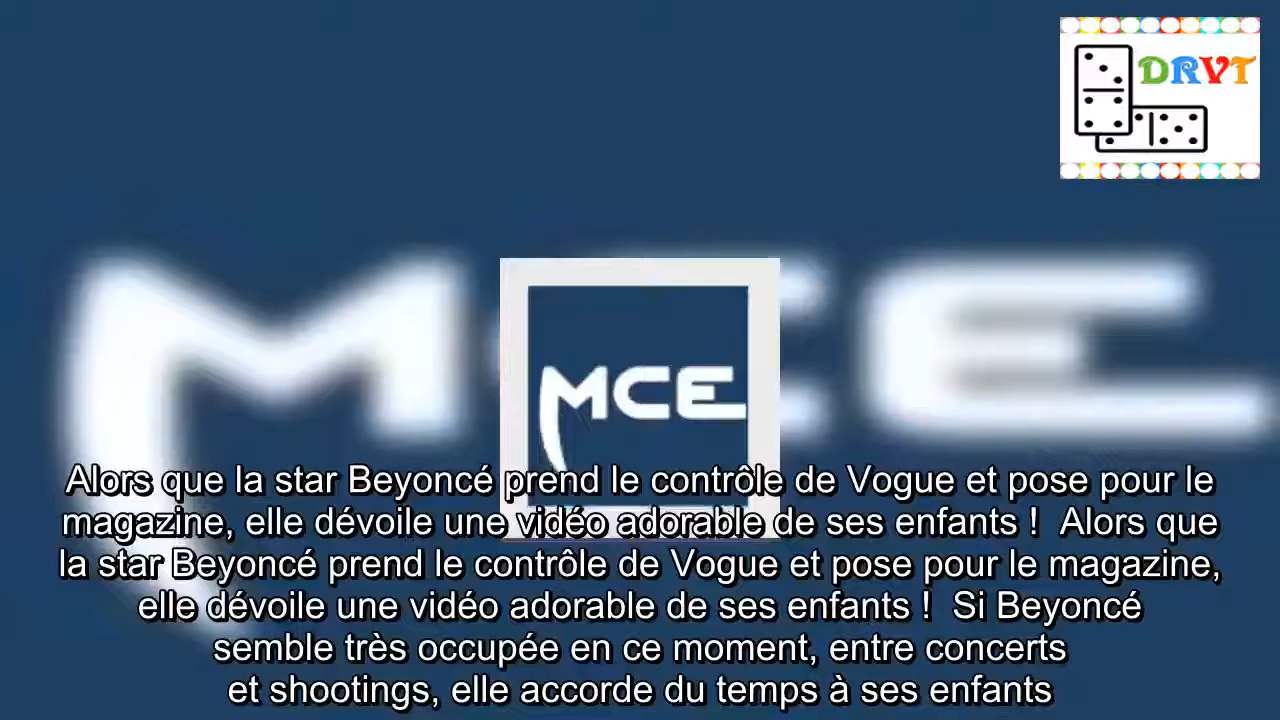 DRVT
MCE
MCE
Alors que la star Beyoncé prend le contrôle de Vogue et pose pour le
magazine, elle dévoile une vidéo adorable de ses enfants !  Alors que
la star Beyoncé prend le contrôle de Vogue et pose pour le magazine,
elle dévoile une vidéo adorable de ses enfants !  Si Beyoncé
semble très occupée en ce moment, entre concerts
et shootings, elle accorde du temps à ses enfants